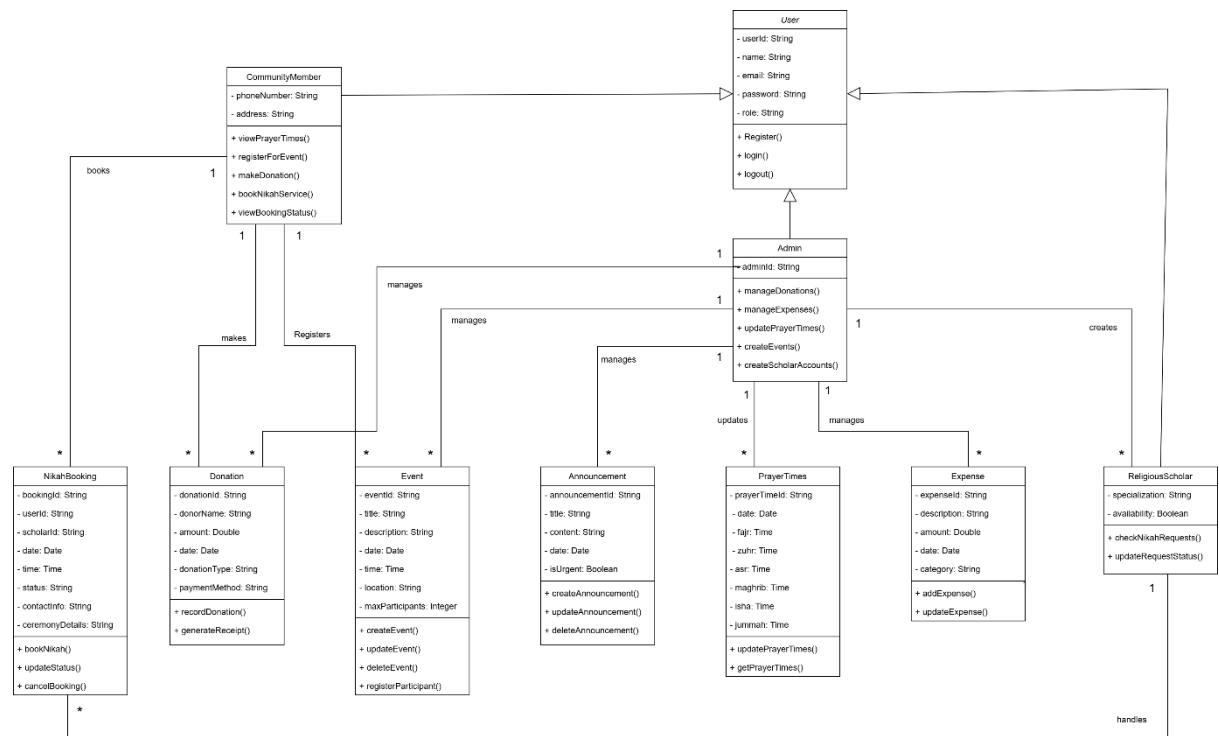 User
- userId: String
- name: String
- email: String
- password: String
- role: String
+ Register()
+ login()
+ logout()
CommunityMember
- phoneNumber: String
- address: String
+ viewPrayerTimes()
+ registerForEvent()
+ makeDonation()
+ bookNikahService()
+ viewBookingStatus()
books
1
1
1
Admin
- adminId: String
+ manageDonations()
+ manageExpenses()
+ updatePrayerTimes()
+ createEvents()
+ createScholarAccounts()
1
1
1
1
1
1
manages
manages
manages
makes
Registers
updates
manages
creates
*
*
*
*
*
*
*
*
*
NikahBooking
- bookingId: String
- userId: String
- scholarId: String
- date: Date
- time: Time
- status: String
- contactInfo: String
- ceremonyDetails: String
+ bookNikah()
+ updateStatus()
+ cancelBooking()
*
Donation
- donationId: String
- donorName: String
- amount: Double
- date: Date
- donationType: String
- paymentMethod: String
+ recordDonation()
+ generateReceipt()
Event
- eventId: String
- title: String
- description: String
- date: Date
- time: Time
- location: String
- maxParticipants: Integer
+ createEvent()
+ updateEvent()
+ deleteEvent()
+ registerParticipant()
Announcement
- announcementId: String
- title: String
- content: String
- date: Date
- isUrgent: Boolean
+ createAnnouncement()
+ updateAnnouncement()
+ deleteAnnouncement()
PrayerTimes
- prayerTimeId: String
- date: Date
- fajr: Time
- zuhr: Time
- asr: Time
- maghrib: Time
- isha: Time
- jummah: Time
+ updatePrayerTimes()
+ getPrayerTimes()
Expense
- expenseId: String
- description: String
- amount: Double
- date: Date
- category: String
+ addExpense()
+ updateExpense()
ReligiousScholar
- specialization: String
- availability: Boolean
+ checkNikahRequests()
+ updateRequestStatus()
1
handles